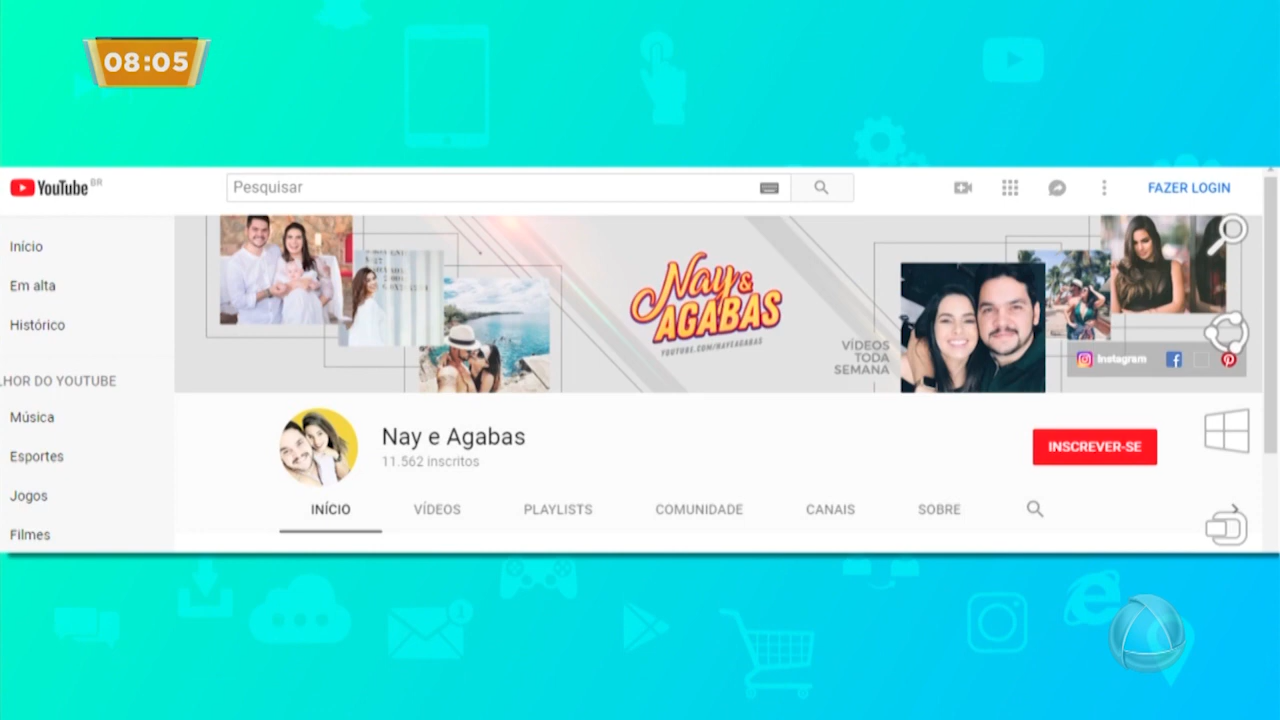 08:05
YouTube BR
Pesquisar
FAZER LOGIN
Início
Em alta
Histórico
LHOR DO YOUTUBE
Música
Esportes
Jogos
Filmes
Nay &
AGABAS
YOUTUBE.COM/NAYEAGABAS
VÍDEOS
TODA
SEMANA
Instagram
Nay e Agabas
11.562 inscritos
INSCREVER-SE
INÍCIO VÍDEOS PLAYLISTS COMUNIDADE CANAIS SOBRE
1